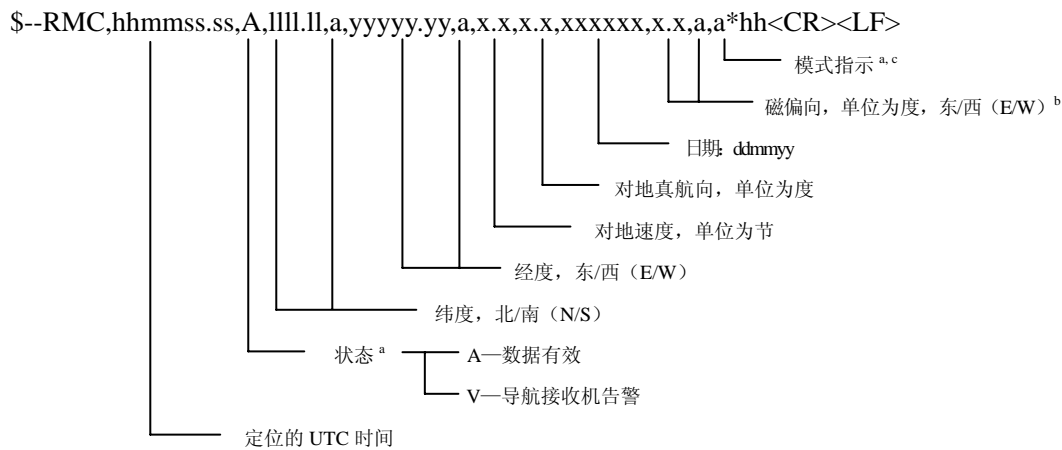 $--RMC,hhmmss.ss,A,llll.ll,a,yyyyy.yy,a,x.x,x.x,xxxxxx,x.x,a,a*hh<CR><LF>
模式指示 a, c
磁偏向，单位为度，东/西（E/W）b
日期：ddmmyy
对地真航向，单位为度
对地速度，单位为节
经度，东/西（E/W）
纬度，北/南（N/S）
状态 a A—数据有效
V—导航接收机告警
定位的 UTC 时间